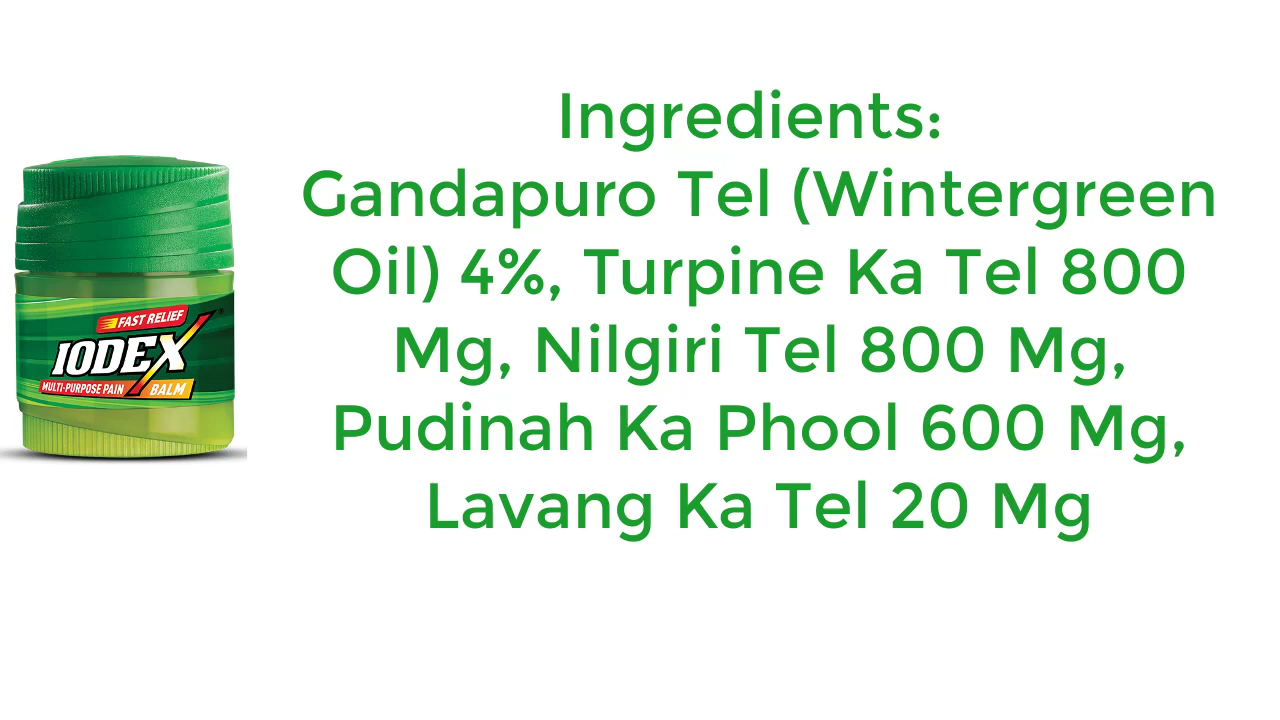 Ingredients:
Gandapuro Tel (Wintergreen
Oil) 4%, Turpine Ka Tel 800
Mg, Nilgiri Tel 800 Mg,
Pudinah Ka Phool 600 Mg,
Lavang Ka Tel 20 Mg
FAST RELIEF
IODEX
MULTI-PURPOSE PAIN BALM